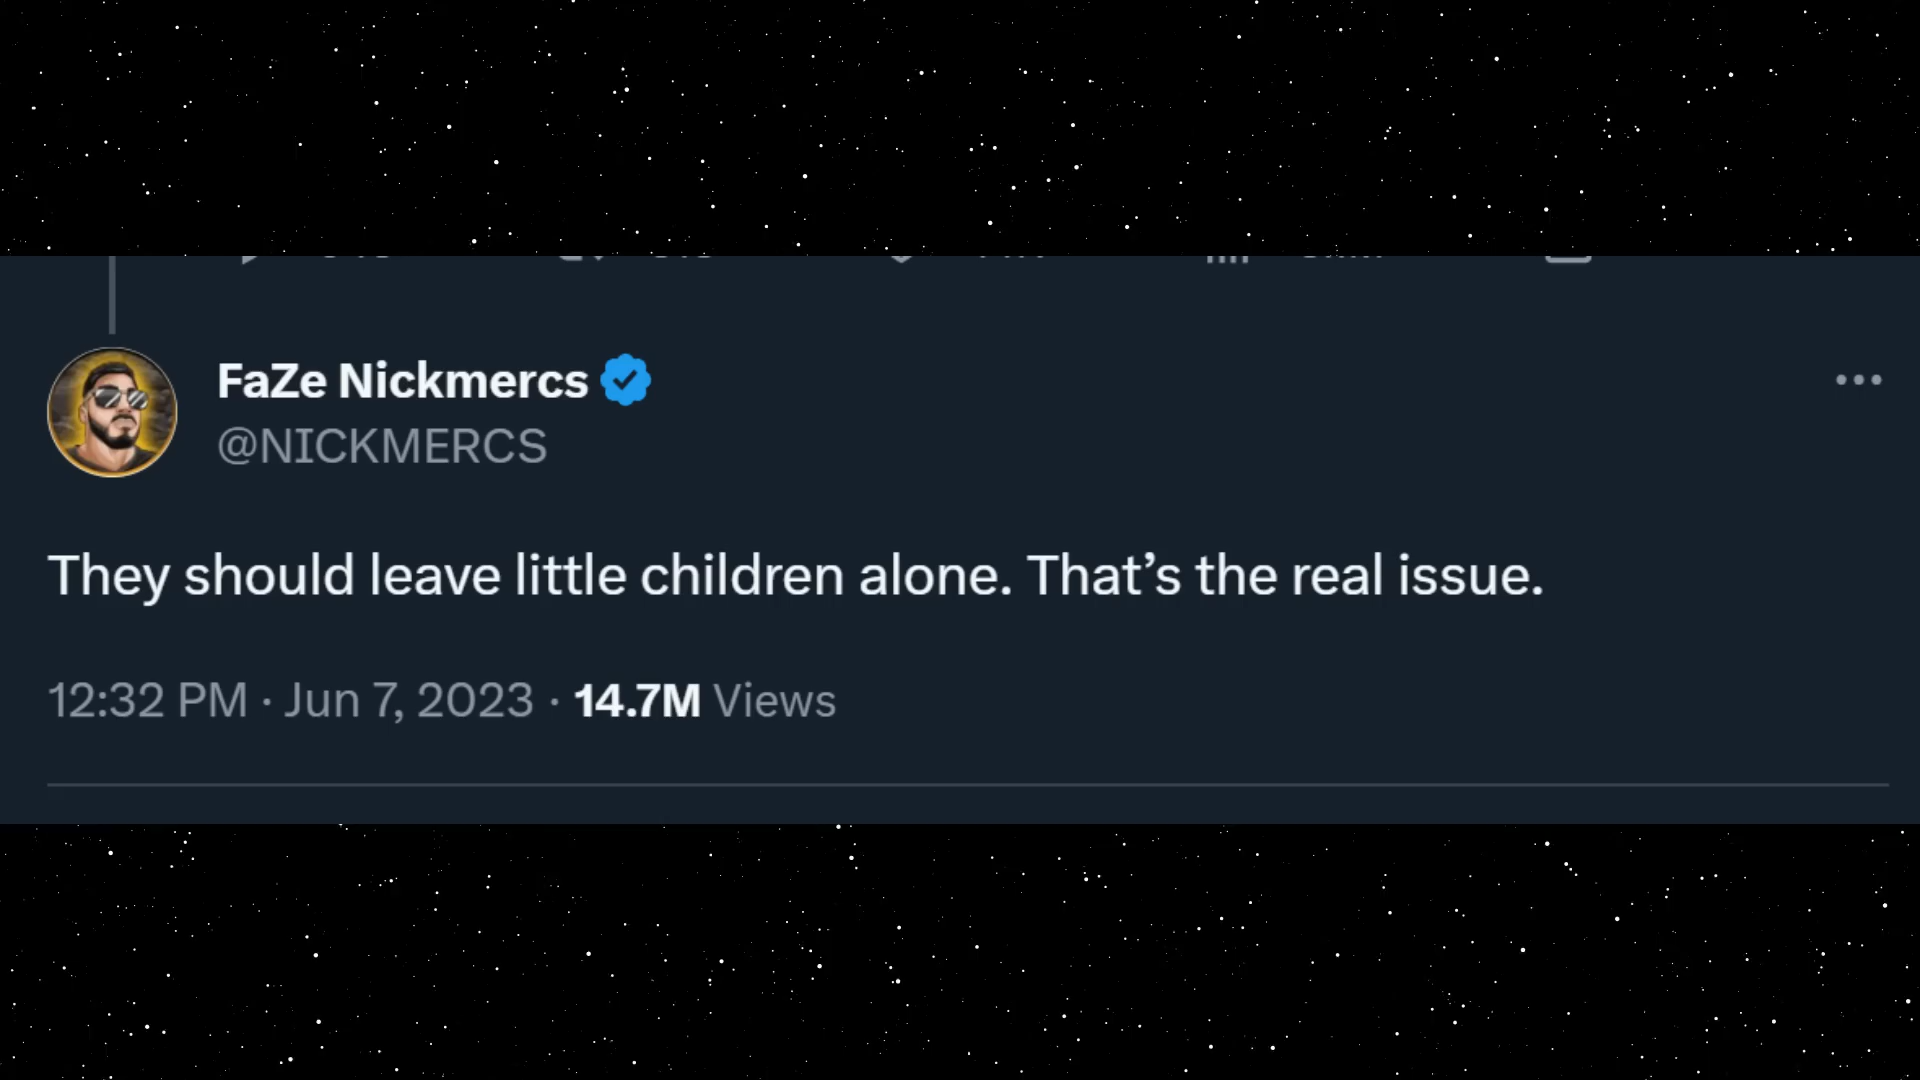 FaZe Nickmercs
@NICKMERCS
They should leave little children alone. That’s the real issue.
12:32 PM · Jun 7, 2023 · 14.7M Views